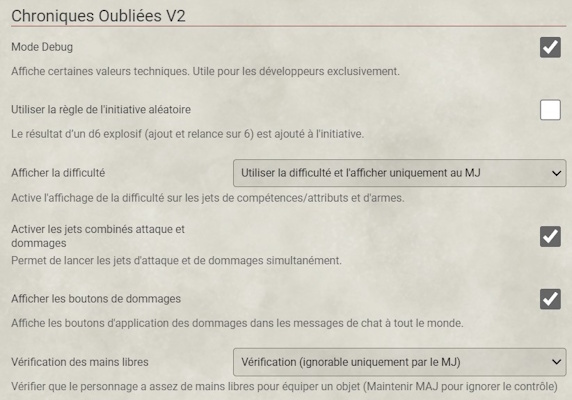 Chroniques Oubliées V2
Mode Debug
Affiche certaines valeurs techniques. Utile pour les développeurs exclusivement.
Utiliser la règle de l'initiative aléatoire
Le résultat d'un d6 explosif (ajout et relance sur 6) est ajouté à l'initiative.
Afficher la difficulté
Utiliser la difficulté et l'afficher uniquement au MJ
Active l'affichage de la difficulté sur les jets de compétences/attributs et d'armes.
Activer les jets combinés attaque et
dommages
Permet de lancer les jets d'attaque et de dommages simultanément.
Afficher les boutons de dommages
Affiche les boutons d'application des dommages dans les messages de chat à tout le monde.
Vérification des mains libres
Vérification (ignorable uniquement par le MJ)
Vérifier que le personnage a assez de mains libres pour équiper un objet (Maintenir MAJ pour ignorer le contrôle)